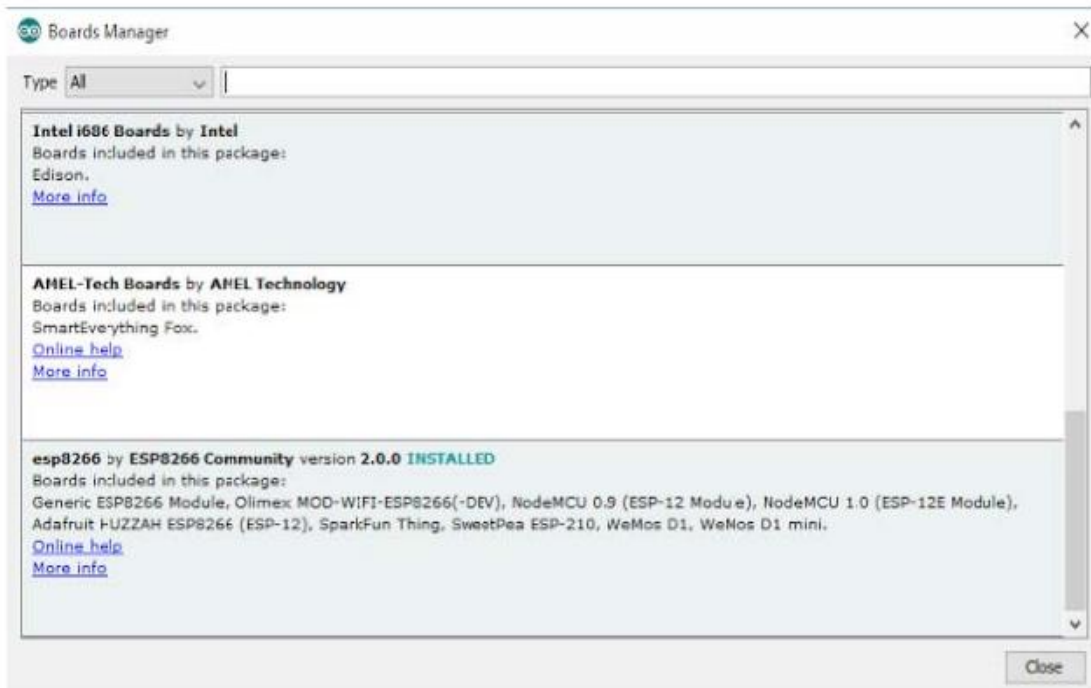 Boards Manager
Type All
Intel i686 Boards by Intel
Boards included in this package:
Edison.
More info
AMEL-Tech Boards by AMEL Technology
Boards included in this package:
SmartEverything Fox.
Online help
More info
esp8266 by ESP8266 Community version 2.0.0 INSTALLED
Boards included in this package:
Generic ESP8266 Module, Olimex MOD-WIFI-ESP8266(-DEV), NodeMCU 0.9 (ESP-12 Module), NodeMCU 1.0 (ESP-12E Module),
Adafruit HUZZAH ESP8266 (ESP-12), SparkFun Thing, SweetPea ESP-210, WeMos D1, WeMos D1 mini.
Online help
More info
Close